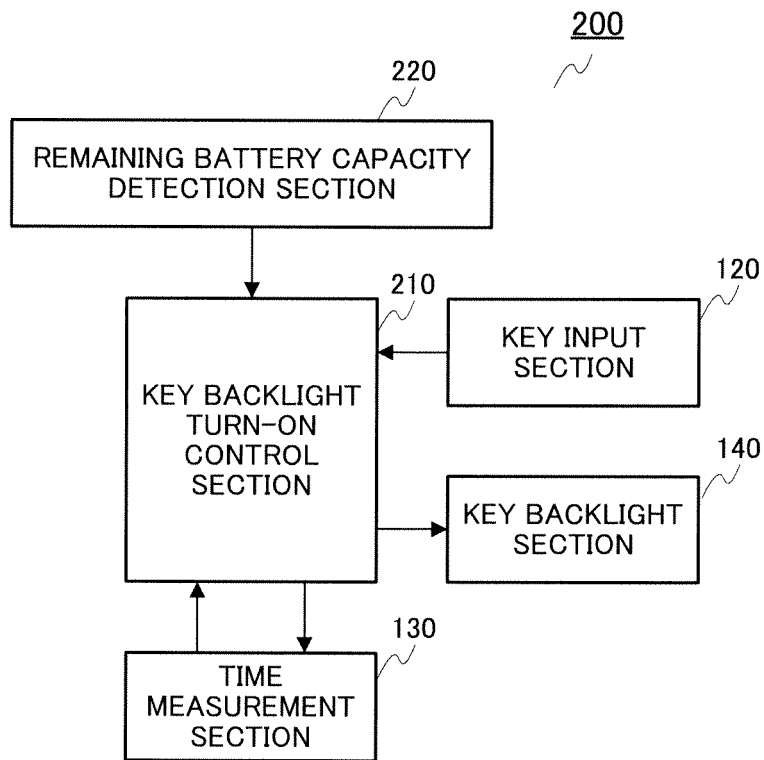 200
220
REMAINING BATTERY CAPACITY
DETECTION SECTION
210
120
KEY INPUT
SECTION
KEY BACKLIGHT
TURN-ON
CONTROL
SECTION
140
KEY BACKLIGHT
SECTION
130
TIME
MEASUREMENT
SECTION